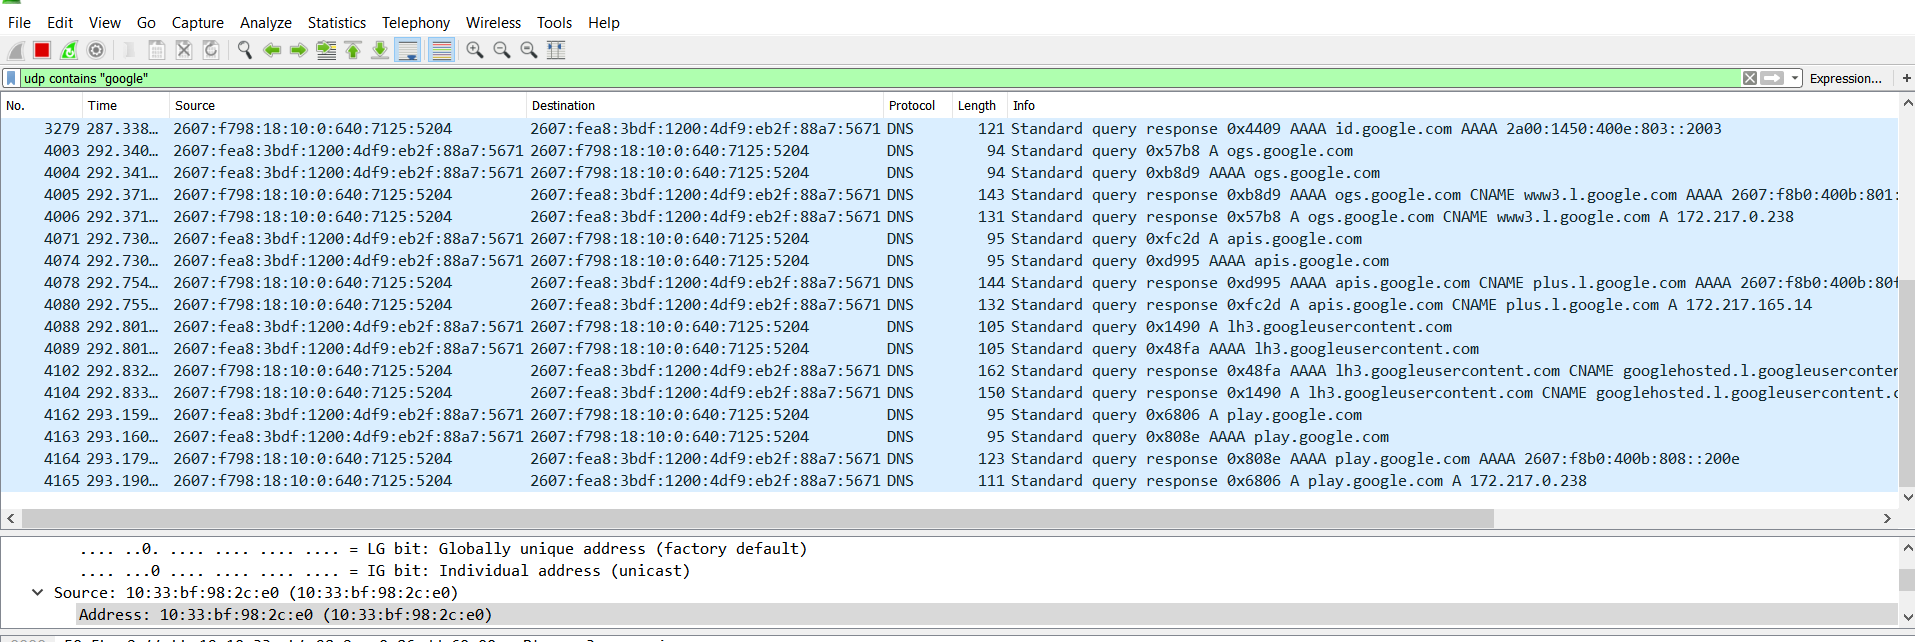 File Edit View Go Capture Analyze Statistics Telephony Wireless Tools Help
udp contains "google" Expression... +
No. Time Source Destination Protocol Length Info
3279 287.338… 2607:f798:18:10:0:640:7125:5204 2607:fea8:3bdf:1200:4df9:eb2f:88a7:5671 DNS 121 Standard query response 0x4409 AAAA id.google.com AAAA 2a00:1450:400e:803::2003
4003 292.340… 2607:fea8:3bdf:1200:4df9:eb2f:88a7:5671 2607:f798:18:10:0:640:7125:5204 DNS 94 Standard query 0x57b8 A ogs.google.com
4004 292.341… 2607:fea8:3bdf:1200:4df9:eb2f:88a7:5671 2607:f798:18:10:0:640:7125:5204 DNS 94 Standard query 0xb8d9 AAAA ogs.google.com
4005 292.371… 2607:f798:18:10:0:640:7125:5204 2607:fea8:3bdf:1200:4df9:eb2f:88a7:5671 DNS 143 Standard query response 0xb8d9 AAAA ogs.google.com CNAME www3.l.google.com AAAA 2607:f8b0:400b:801:
4006 292.371… 2607:f798:18:10:0:640:7125:5204 2607:fea8:3bdf:1200:4df9:eb2f:88a7:5671 DNS 131 Standard query response 0x57b8 A ogs.google.com CNAME www3.l.google.com A 172.217.0.238
4071 292.730… 2607:fea8:3bdf:1200:4df9:eb2f:88a7:5671 2607:f798:18:10:0:640:7125:5204 DNS 95 Standard query 0xfc2d A apis.google.com
4074 292.730… 2607:fea8:3bdf:1200:4df9:eb2f:88a7:5671 2607:f798:18:10:0:640:7125:5204 DNS 95 Standard query 0xd995 AAAA apis.google.com
4078 292.754… 2607:f798:18:10:0:640:7125:5204 2607:fea8:3bdf:1200:4df9:eb2f:88a7:5671 DNS 144 Standard query response 0xd995 AAAA apis.google.com CNAME plus.l.google.com AAAA 2607:f8b0:400b:80f
4080 292.755… 2607:f798:18:10:0:640:7125:5204 2607:fea8:3bdf:1200:4df9:eb2f:88a7:5671 DNS 132 Standard query response 0xfc2d A apis.google.com CNAME plus.l.google.com A 172.217.165.14
4088 292.801… 2607:fea8:3bdf:1200:4df9:eb2f:88a7:5671 2607:f798:18:10:0:640:7125:5204 DNS 105 Standard query 0x1490 A lh3.googleusercontent.com
4089 292.801… 2607:fea8:3bdf:1200:4df9:eb2f:88a7:5671 2607:f798:18:10:0:640:7125:5204 DNS 105 Standard query 0x48fa AAAA lh3.googleusercontent.com
4102 292.832… 2607:f798:18:10:0:640:7125:5204 2607:fea8:3bdf:1200:4df9:eb2f:88a7:5671 DNS 162 Standard query response 0x48fa AAAA lh3.googleusercontent.com CNAME googlehosted.l.googleuserconter
4104 292.833… 2607:f798:18:10:0:640:7125:5204 2607:fea8:3bdf:1200:4df9:eb2f:88a7:5671 DNS 150 Standard query response 0x1490 A lh3.googleusercontent.com CNAME googlehosted.l.googleusercontent.c
4162 293.159… 2607:fea8:3bdf:1200:4df9:eb2f:88a7:5671 2607:f798:18:10:0:640:7125:5204 DNS 95 Standard query 0x6806 A play.google.com
4163 293.160… 2607:fea8:3bdf:1200:4df9:eb2f:88a7:5671 2607:f798:18:10:0:640:7125:5204 DNS 95 Standard query 0x808e AAAA play.google.com
4164 293.179… 2607:f798:18:10:0:640:7125:5204 2607:fea8:3bdf:1200:4df9:eb2f:88a7:5671 DNS 123 Standard query response 0x808e AAAA play.google.com AAAA 2607:f8b0:400b:808::200e
4165 293.190… 2607:f798:18:10:0:640:7125:5204 2607:fea8:3bdf:1200:4df9:eb2f:88a7:5671 DNS 111 Standard query response 0x6806 A play.google.com A 172.217.0.238
.... ..0. .... .... .... .... = LG bit: Globally unique address (factory default)
.... ...0 .... .... .... .... = IG bit: Individual address (unicast)
Source: 10:33:bf:98:2c:e0 (10:33:bf:98:2c:e0)
Address: 10:33:bf:98:2c:e0 (10:33:bf:98:2c:e0)